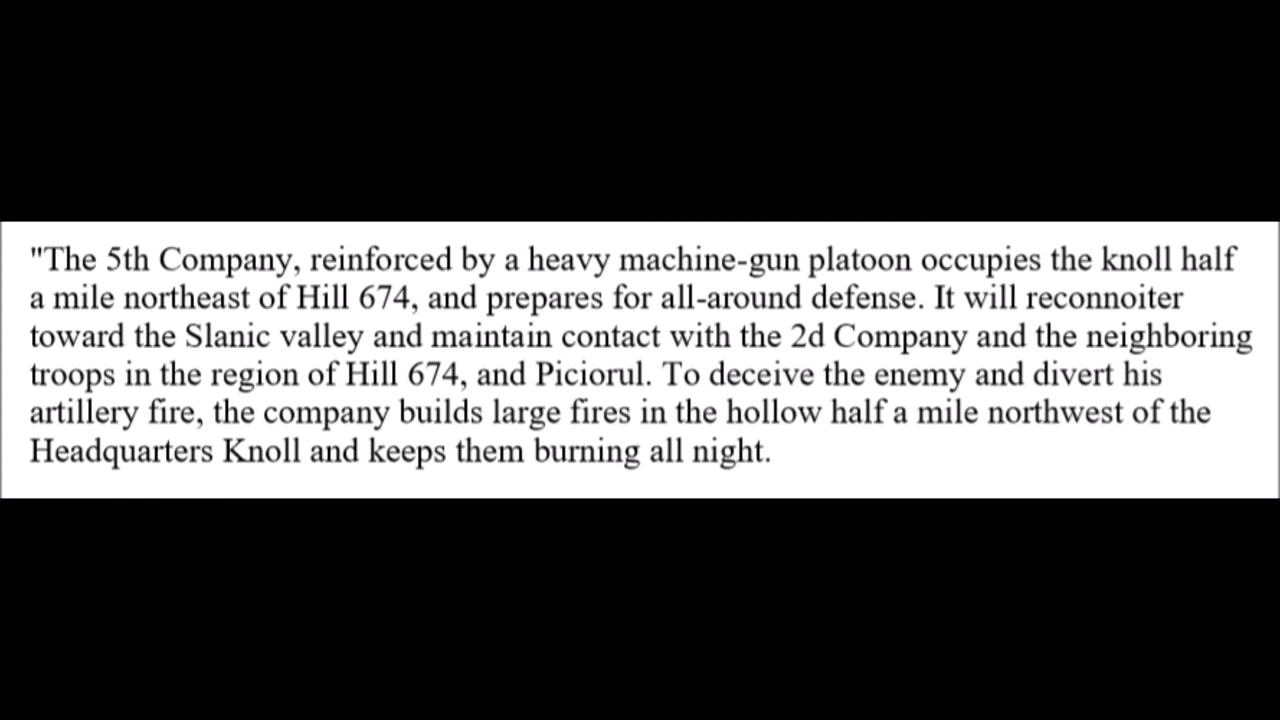 "The 5th Company, reinforced by a heavy machine-gun platoon occupies the knoll half
a mile northeast of Hill 674, and prepares for all-around defense. It will reconnoiter
toward the Slanic valley and maintain contact with the 2d Company and the neighboring
troops in the region of Hill 674, and Piciorul. To deceive the enemy and divert his
artillery fire, the company builds large fires in the hollow half a mile northwest of the
Headquarters Knoll and keeps them burning all night.